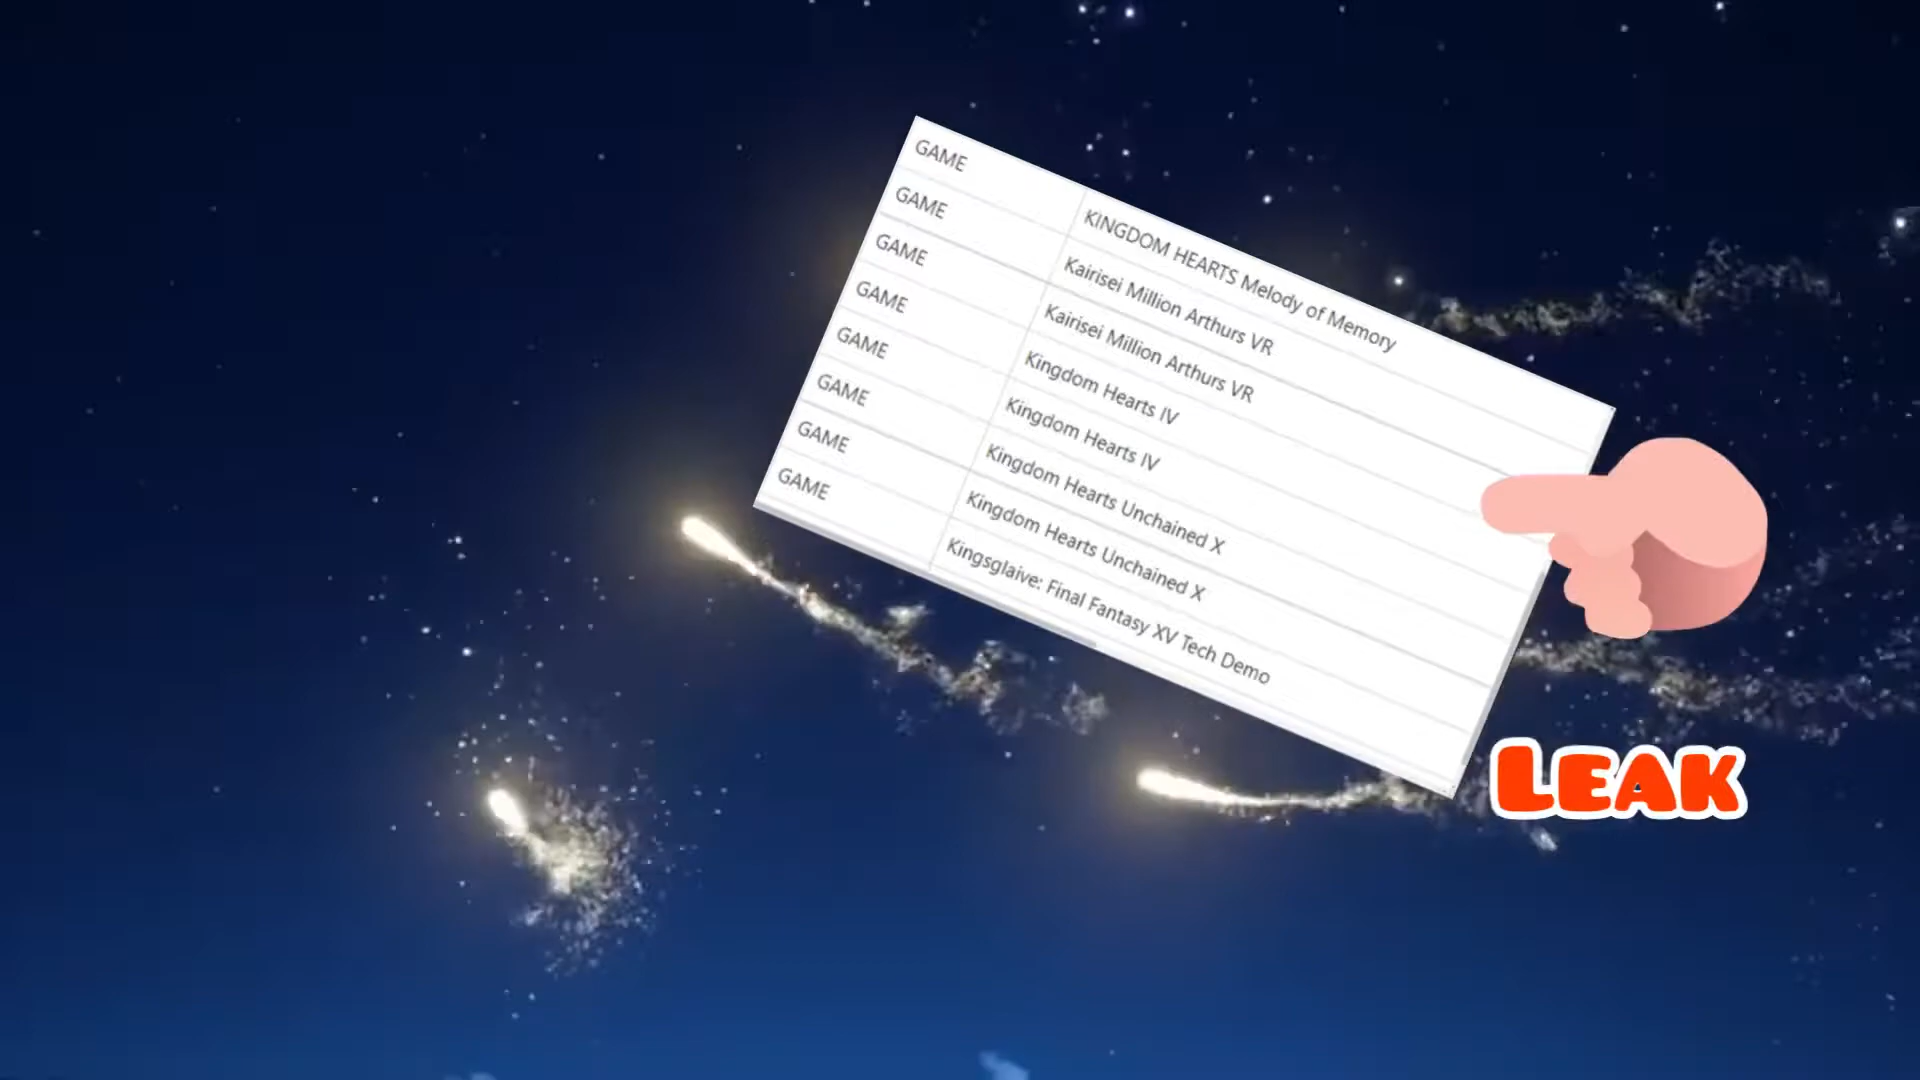 GAME KINGDOM HEARTS Melody of Memory
GAME Kairisei Million Arthurs VR
GAME Kairisei Million Arthurs VR
GAME Kingdom Hearts IV
GAME Kingdom Hearts IV
GAME Kingdom Hearts Unchained X
GAME Kingdom Hearts Unchained X
GAME Kingsglaive: Final Fantasy XV Tech Demo
LEAK